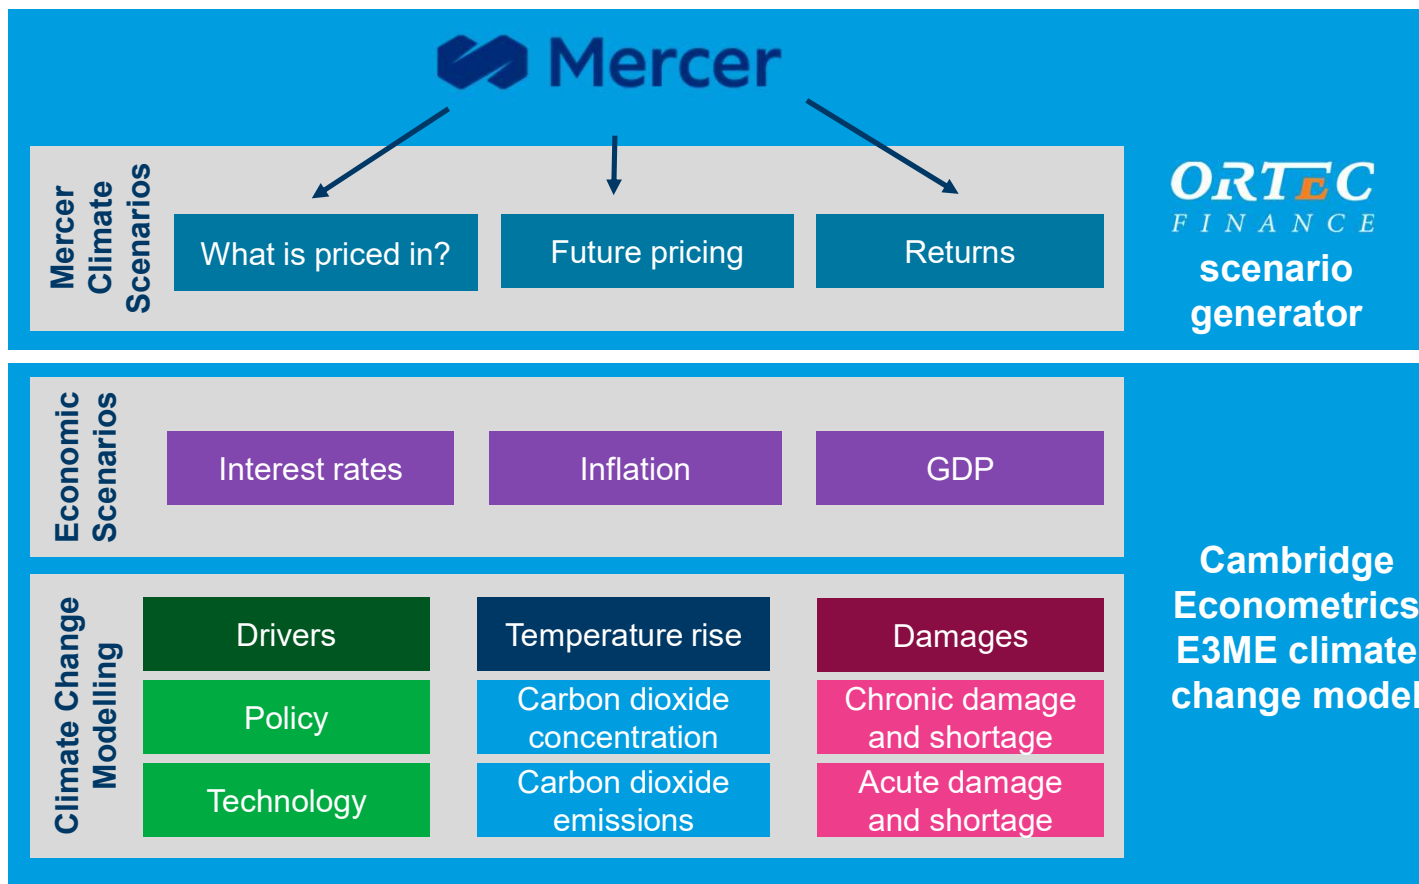 Mercer
Mercer
Climate
Scenarios
What is priced in?
Future pricing
Returns
ORTEC
FINANCE
scenario
generator
Economic
Scenarios
Interest rates
Inflation
GDP
Climate Change
Modelling
Drivers
Temperature rise
Damages
Policy
Carbon dioxide
concentration
Chronic damage
and shortage
Technology
Carbon dioxide
emissions
Acute damage
and shortage
Cambridge
Econometrics
E3ME climate
change model